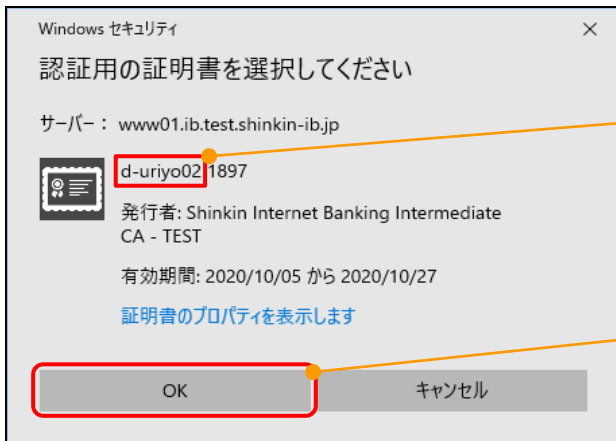 Windows セキュリティ
認証用の証明書を選択してください
サーバー： www01.ib.test.shinkin-ib.jp
d-uriyo02 1897
発行者: Shinkin Internet Banking Intermediate
CA - TEST
有効期間: 2020/10/05 から 2020/10/27
証明書のプロパティを表示します
OK
キャンセル